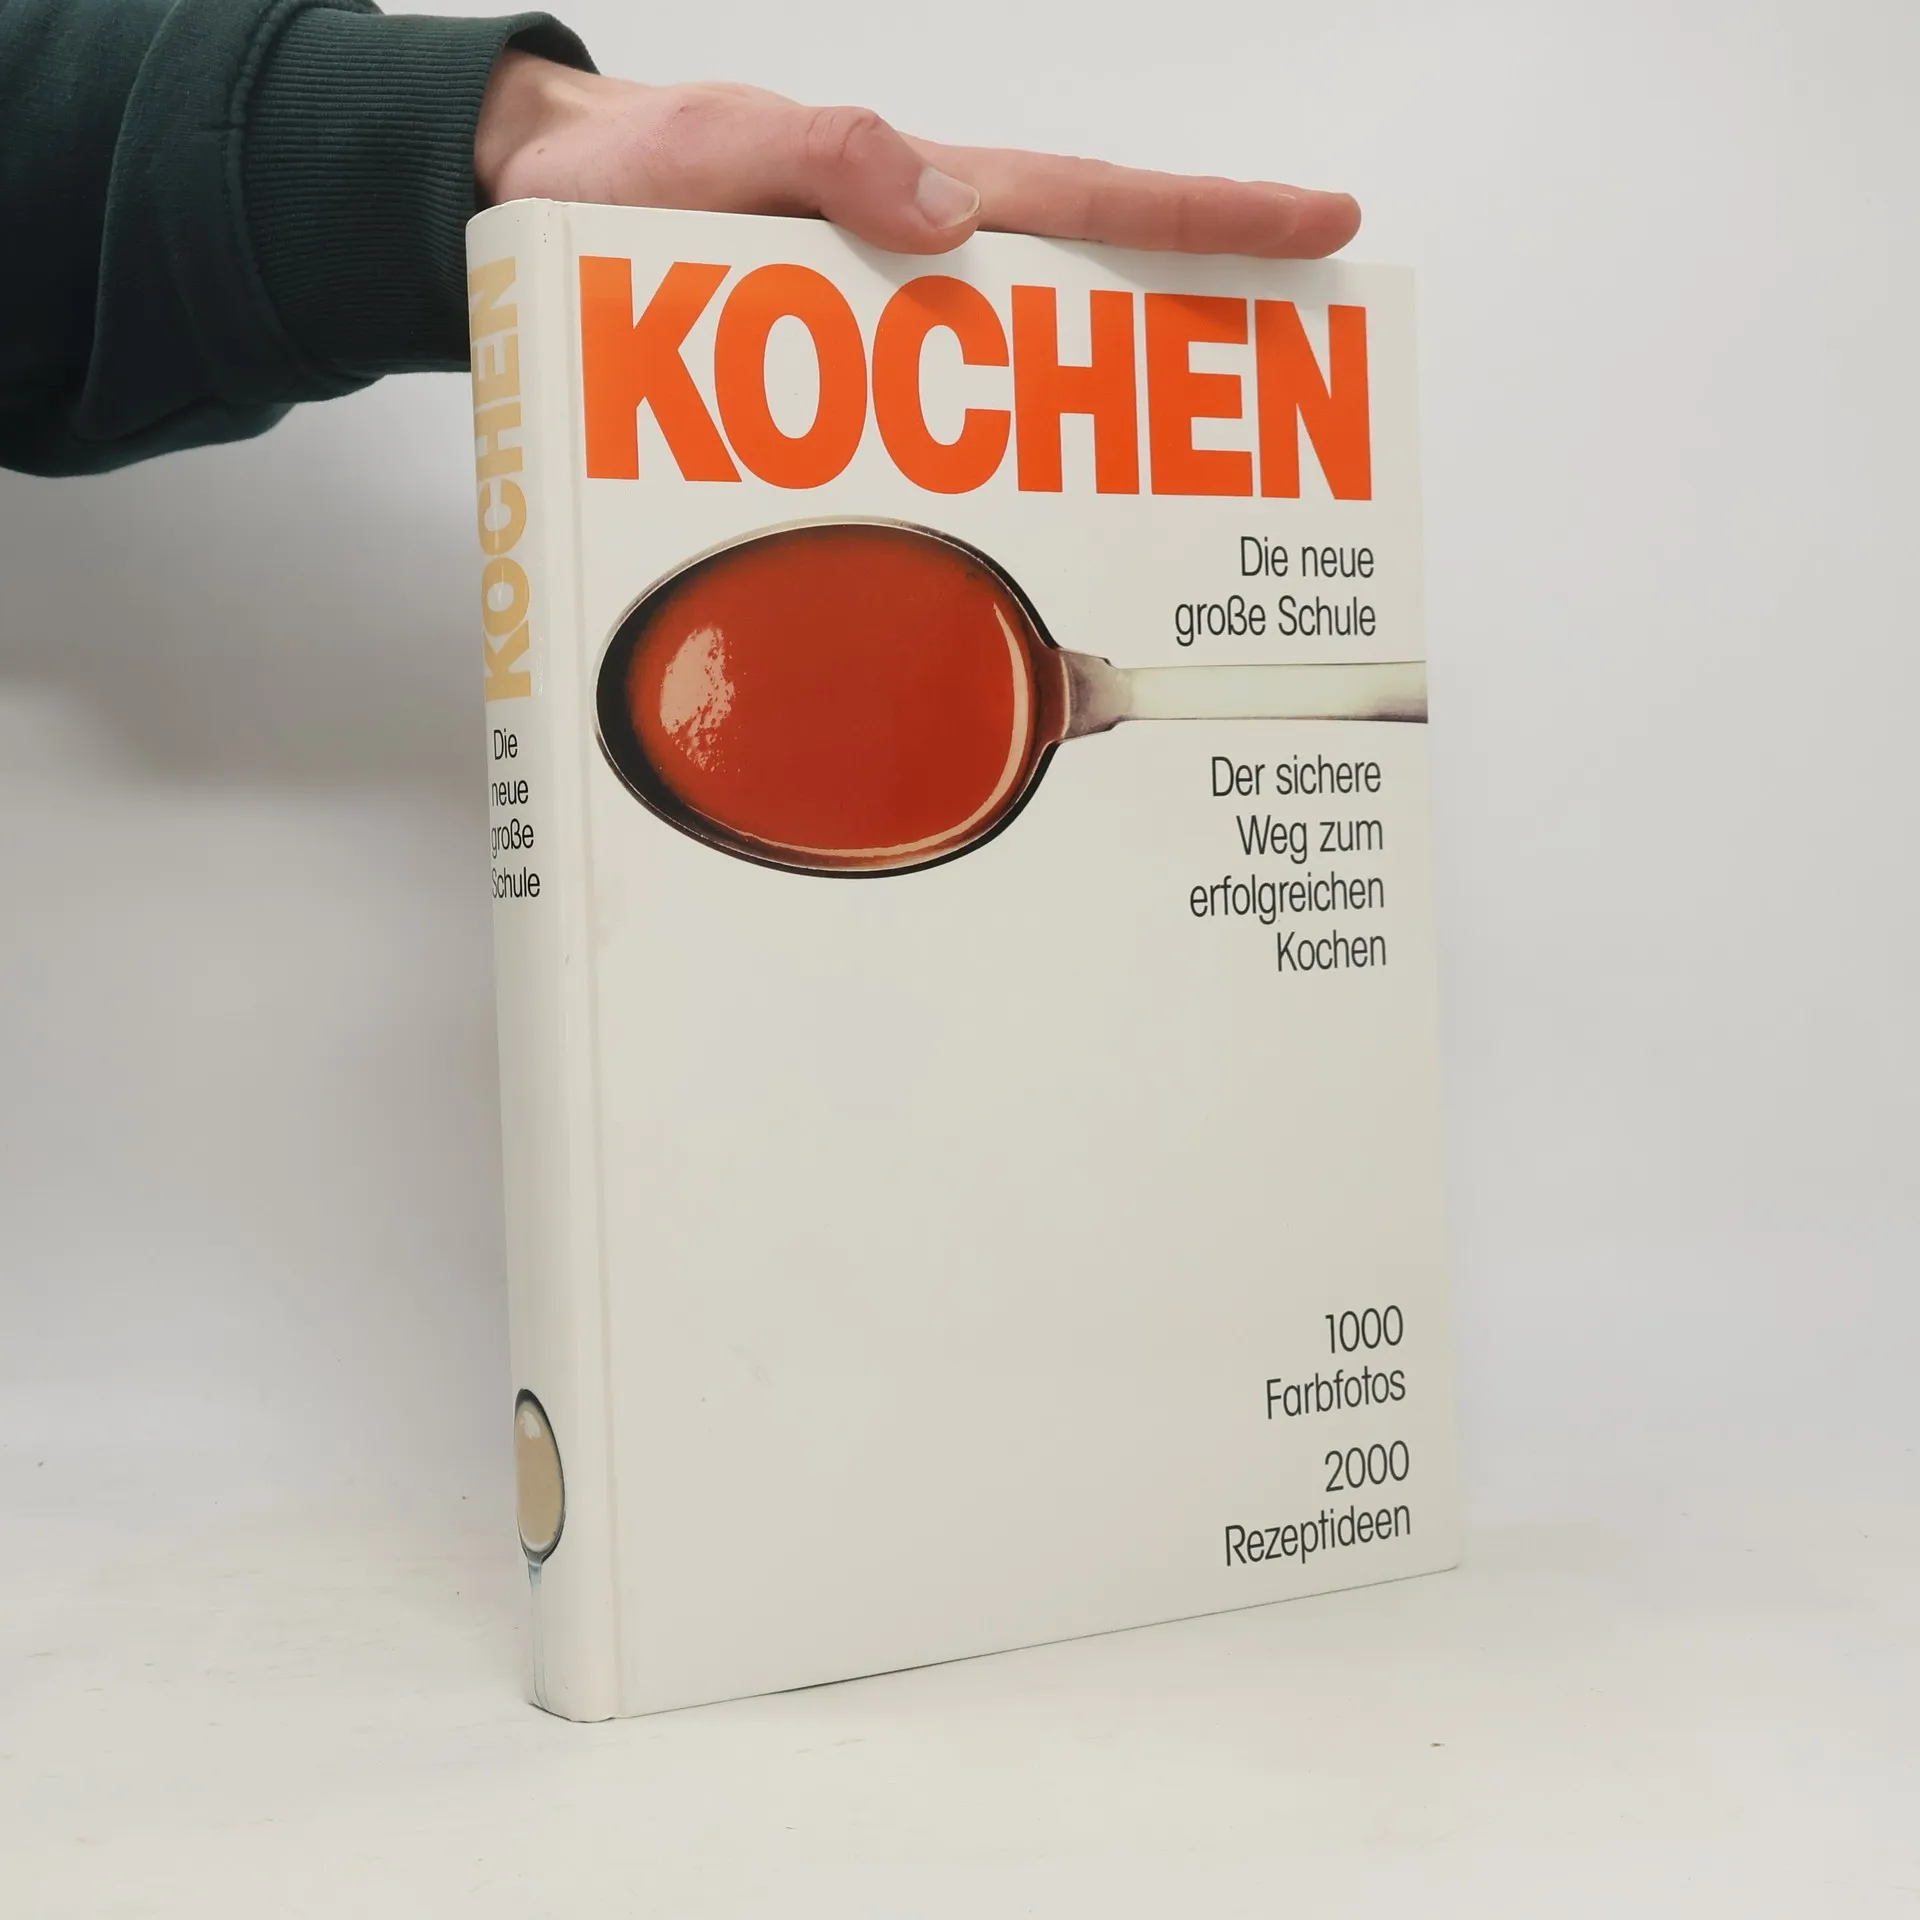 KOCHEN
Die neue
große Schule
Der sichere
Weg zum
erfolgreichen
Kochen
1000
Farbfotos
2000
Rezeptideen
KOCHEN
Die
neue
große
Schule